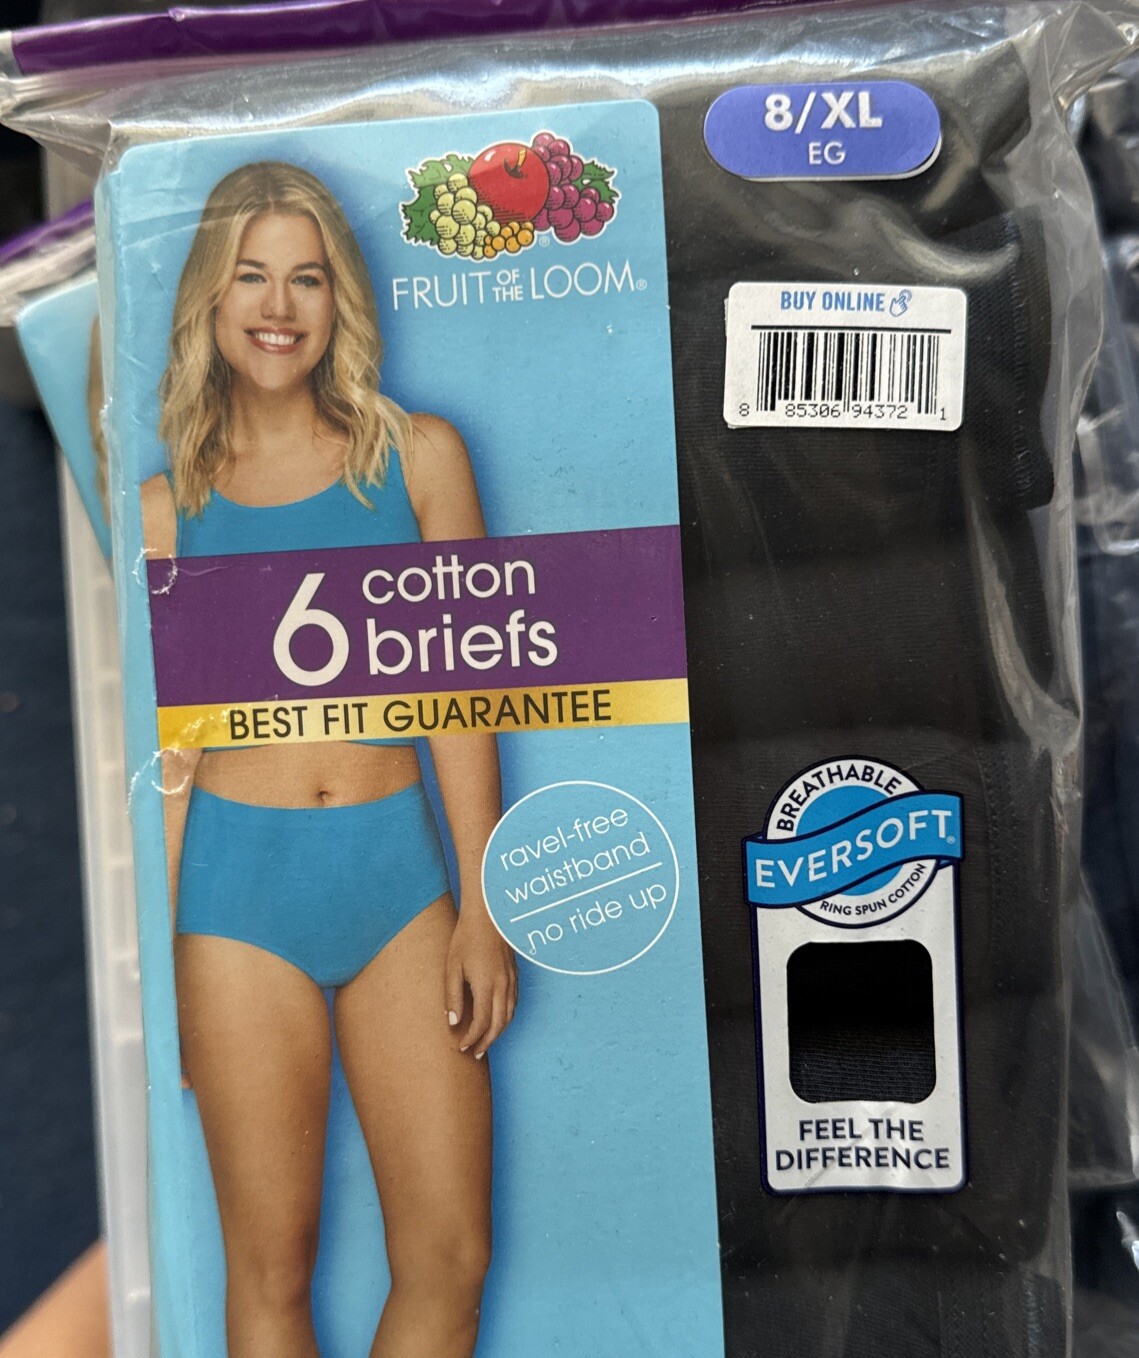 8/XL
EG
FRUIT OF THE LOOM®
BUY ONLINE
8 85306 94372 1
6 cotton
briefs
BEST FIT GUARANTEE
ravel-free
waistband
no ride up
BREATHABLE
EVERSOFT®
RING SPUN COTTON
FEEL THE
DIFFERENCE